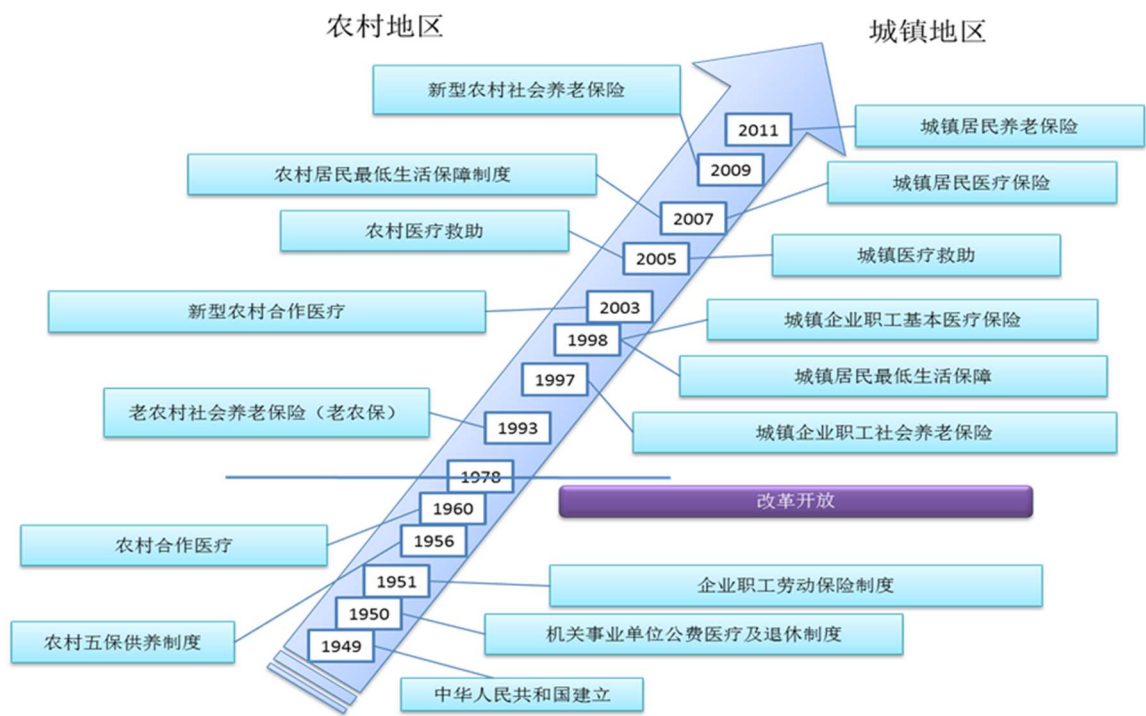 农村地区
城镇地区
新型农村社会养老保险
2011
城镇居民养老保险
2009
农村居民最低生活保障制度
城镇居民医疗保险
2007
农村医疗救助
2005
城镇医疗救助
新型农村合作医疗
2003
城镇企业职工基本医疗保险
1998
城镇居民最低生活保障
1997
老农村社会养老保险（老农保）
1993
城镇企业职工社会养老保险
1978
改革开放
1960
农村合作医疗
1956
1951
企业职工劳动保险制度
1950
机关事业单位公费医疗及退休制度
农村五保供养制度
1949
中华人民共和国建立